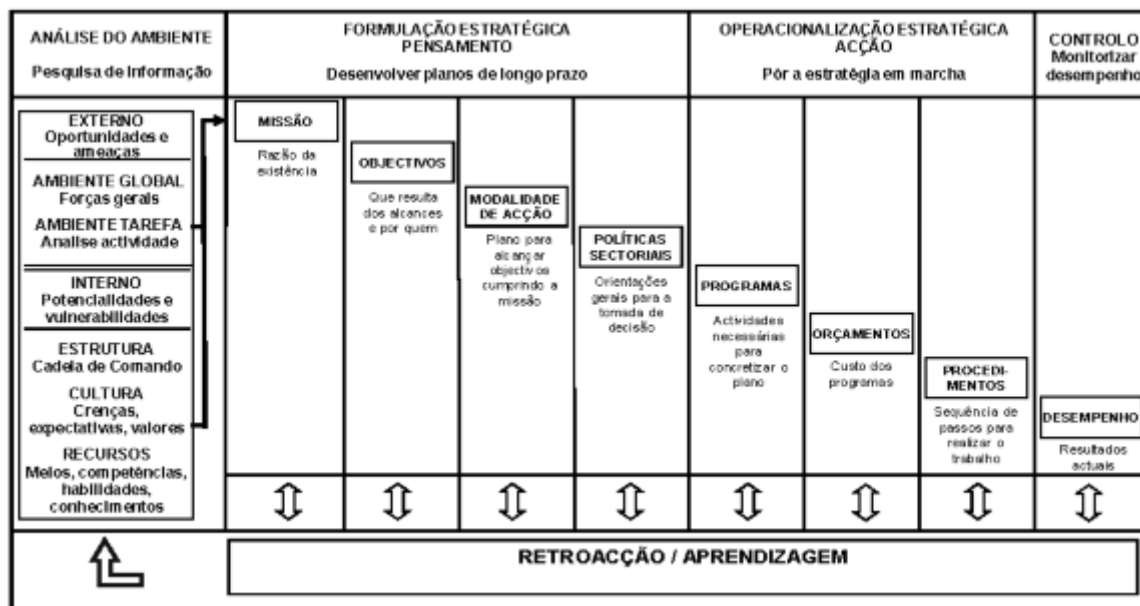 ANÁLISE DO AMBIENTE
Pesquisa de Informação
FORMULAÇÃO ESTRATÉGICA
PENSAMENTO
Desenvolver planos de longo prazo
OPERACIONALIZAÇÃO ESTRATÉGICA
ACÇÃO
Pôr a estratégia em marcha
CONTROLO
Monitorizar
desempenho
EXTERNO
Oportunidades e
ameaças
AMBIENTE GLOBAL
Forças gerais
AMBIENTE TAREFA
Analise actividade
INTERNO
Potencialidades e
vulnerabilidades
ESTRUTURA
Cadeia de Comando
CULTURA
Crenças,
expectativas, valores
RECURSOS
Meios, competências,
habilidades,
conhecimentos
MISSÃO
Razão da
existência
OBJECTIVOS
Que resulta
dos alcances
e por quem
MODALIDADE
DE ACÇÃO
Plano para
alcançar
objectivos
cumprindo a
missão
POLÍTICAS
SECTORIAIS
Orientações
gerais para a
tomada de
decisão
PROGRAMAS
Actividades
necessárias
para
concretizar o
plano
ORÇAMENTOS
Custo dos
programas
PROCEDI-
MENTOS
Sequência de
passos para
realizar o
trabalho
DESEMPENHO
Resultados
actuais
RETROACÇÃO / APRENDIZAGEM